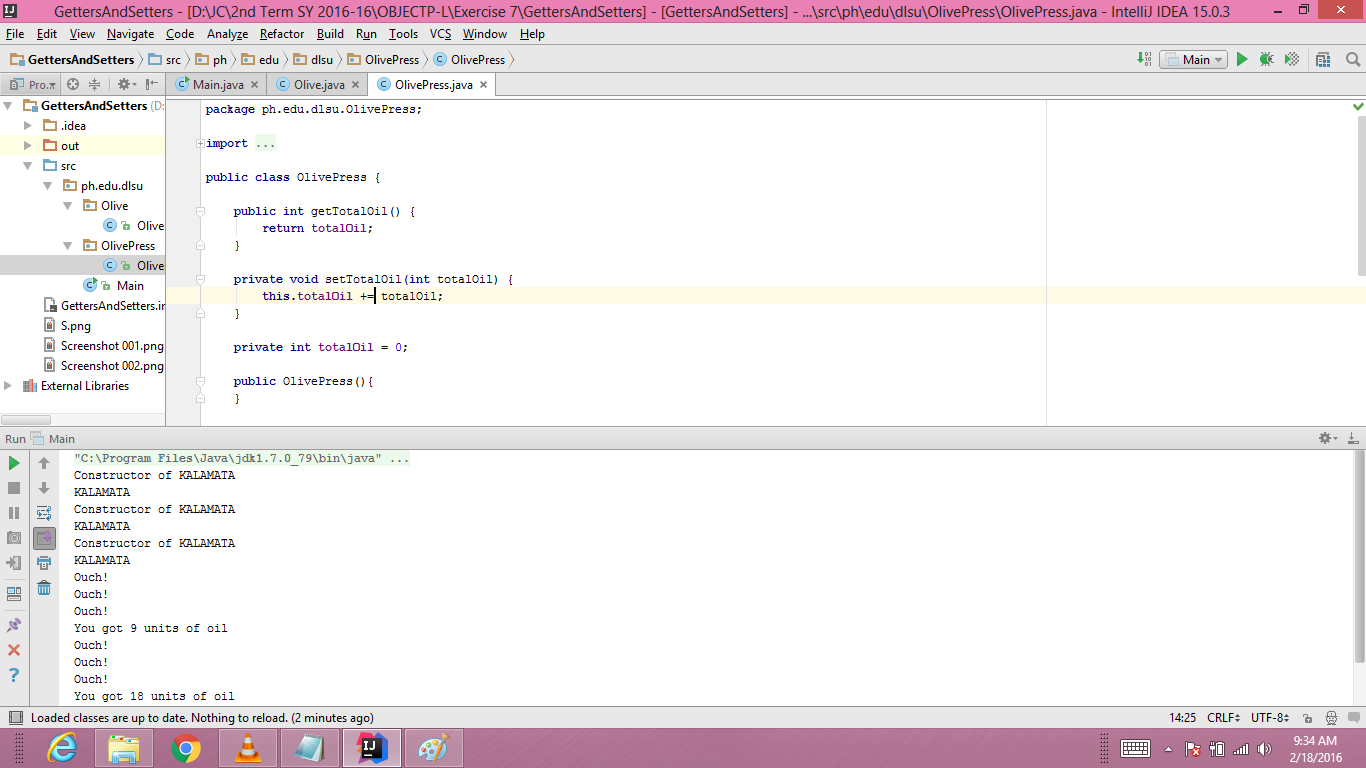 GettersAndSetters - [D:\JC\2nd Term SY 2016-16\OBJECTP-L\Exercise 7\GettersAndSetters] - [GettersAndSetters] - ...\src\ph\edu\dlsu\OlivePress\OlivePress.java - IntelliJ IDEA 15.0.3
File Edit View Navigate Code Analyze Refactor Build Run Tools VCS Window Help
GettersAndSetters src ph edu dlsu OlivePress OlivePress Main
Pro... Main.java Olive.java OlivePress.java
GettersAndSetters (D:
.idea
out
src
ph.edu.dlsu
Olive
Olive
OlivePress
Olive
Main
GettersAndSetters.ir
S.png
Screenshot 001.png
Screenshot 002.png
External Libraries
package ph.edu.dlsu.OlivePress;
import ...
public class OlivePress {
public int getTotalOil() {
return totalOil;
}
private void setTotalOil(int totalOil) {
this.totalOil += totalOil;
}
private int totalOil = 0;
public OlivePress(){
}
Run Main
"C:\Program Files\Java\jdk1.7.0_79\bin\java" ...
Constructor of KALAMATA
KALAMATA
Constructor of KALAMATA
KALAMATA
Constructor of KALAMATA
KALAMATA
Ouch!
Ouch!
Ouch!
You got 9 units of oil
Ouch!
Ouch!
Ouch!
You got 18 units of oil
Loaded classes are up to date. Nothing to reload. (2 minutes ago) 14:25 CRLF UTF-8
9:34 AM
2/18/2016